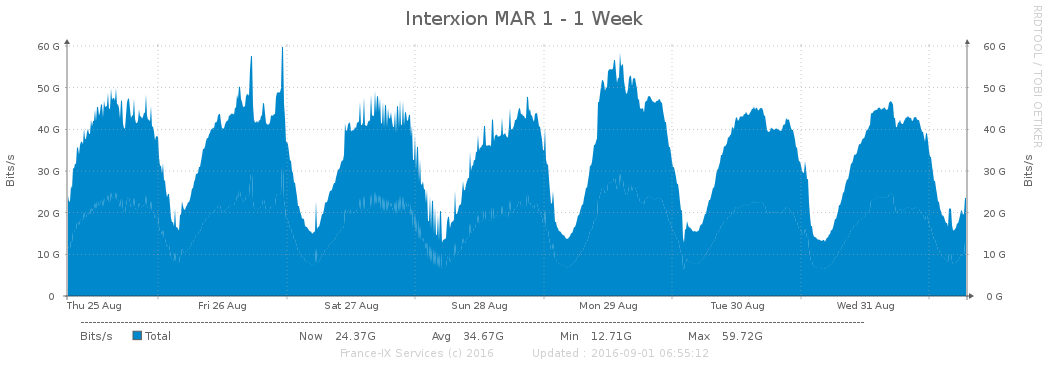 Interxion MAR 1 - 1 Week
RRDTOOL / TOBI OETIKER
Bits/s
Bits/s
60 G 60 G
50 G 50 G
40 G 40 G
30 G 30 G
20 G 20 G
10 G 10 G
0 0 G
Thu 25 Aug Fri 26 Aug Sat 27 Aug Sun 28 Aug Mon 29 Aug Tue 30 Aug Wed 31 Aug
Bits/s Total Now 24.37G Avg 34.67G Min 12.71G Max 59.72G
France-IX Services (c) 2016 Updated : 2016-09-01 06:55:12